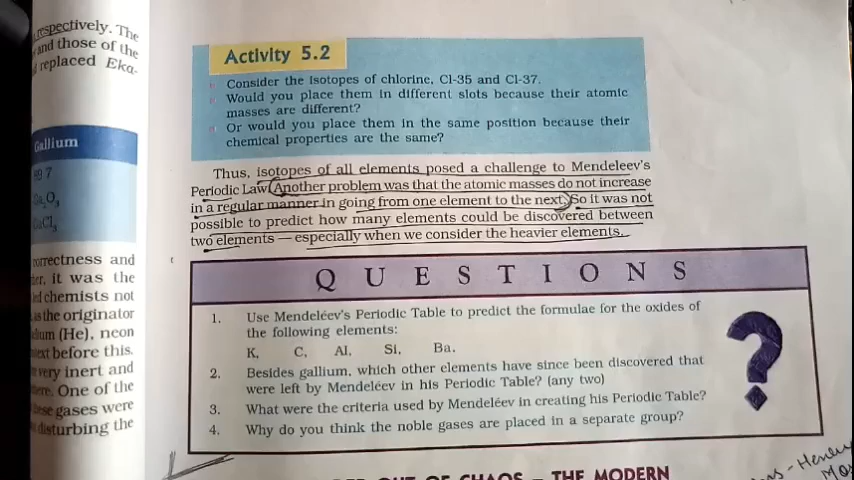 respectively. The
and those of the
replaced Eka-
Gallium
69.7
Ga2O3
GaCl3
correctness and
it was the
chemists not
as the originator
(He), neon
before this.
very inert and
One of the
these gases were
disturbing the
Activity 5.2
Consider the isotopes of chlorine, Cl-35 and Cl-37.
Would you place them in different slots because their atomic
masses are different?
Or would you place them in the same position because their
chemical properties are the same?
Thus, isotopes of all elements posed a challenge to Mendeleev's
Periodic Law. Another problem was that the atomic masses do not increase
in a regular manner in going from one element to the next. So it was not
possible to predict how many elements could be discovered between
two elements — especially when we consider the heavier elements.
QUESTIONS
1. Use Mendeléev's Periodic Table to predict the formulae for the oxides of
the following elements:
K, C, Al, Si, Ba.
2. Besides gallium, which other elements have since been discovered that
were left by Mendeléev in his Periodic Table? (any two)
3. What were the criteria used by Mendeléev in creating his Periodic Table?
4. Why do you think the noble gases are placed in a separate group?
?
OUT OF CHAOS – THE MODERN